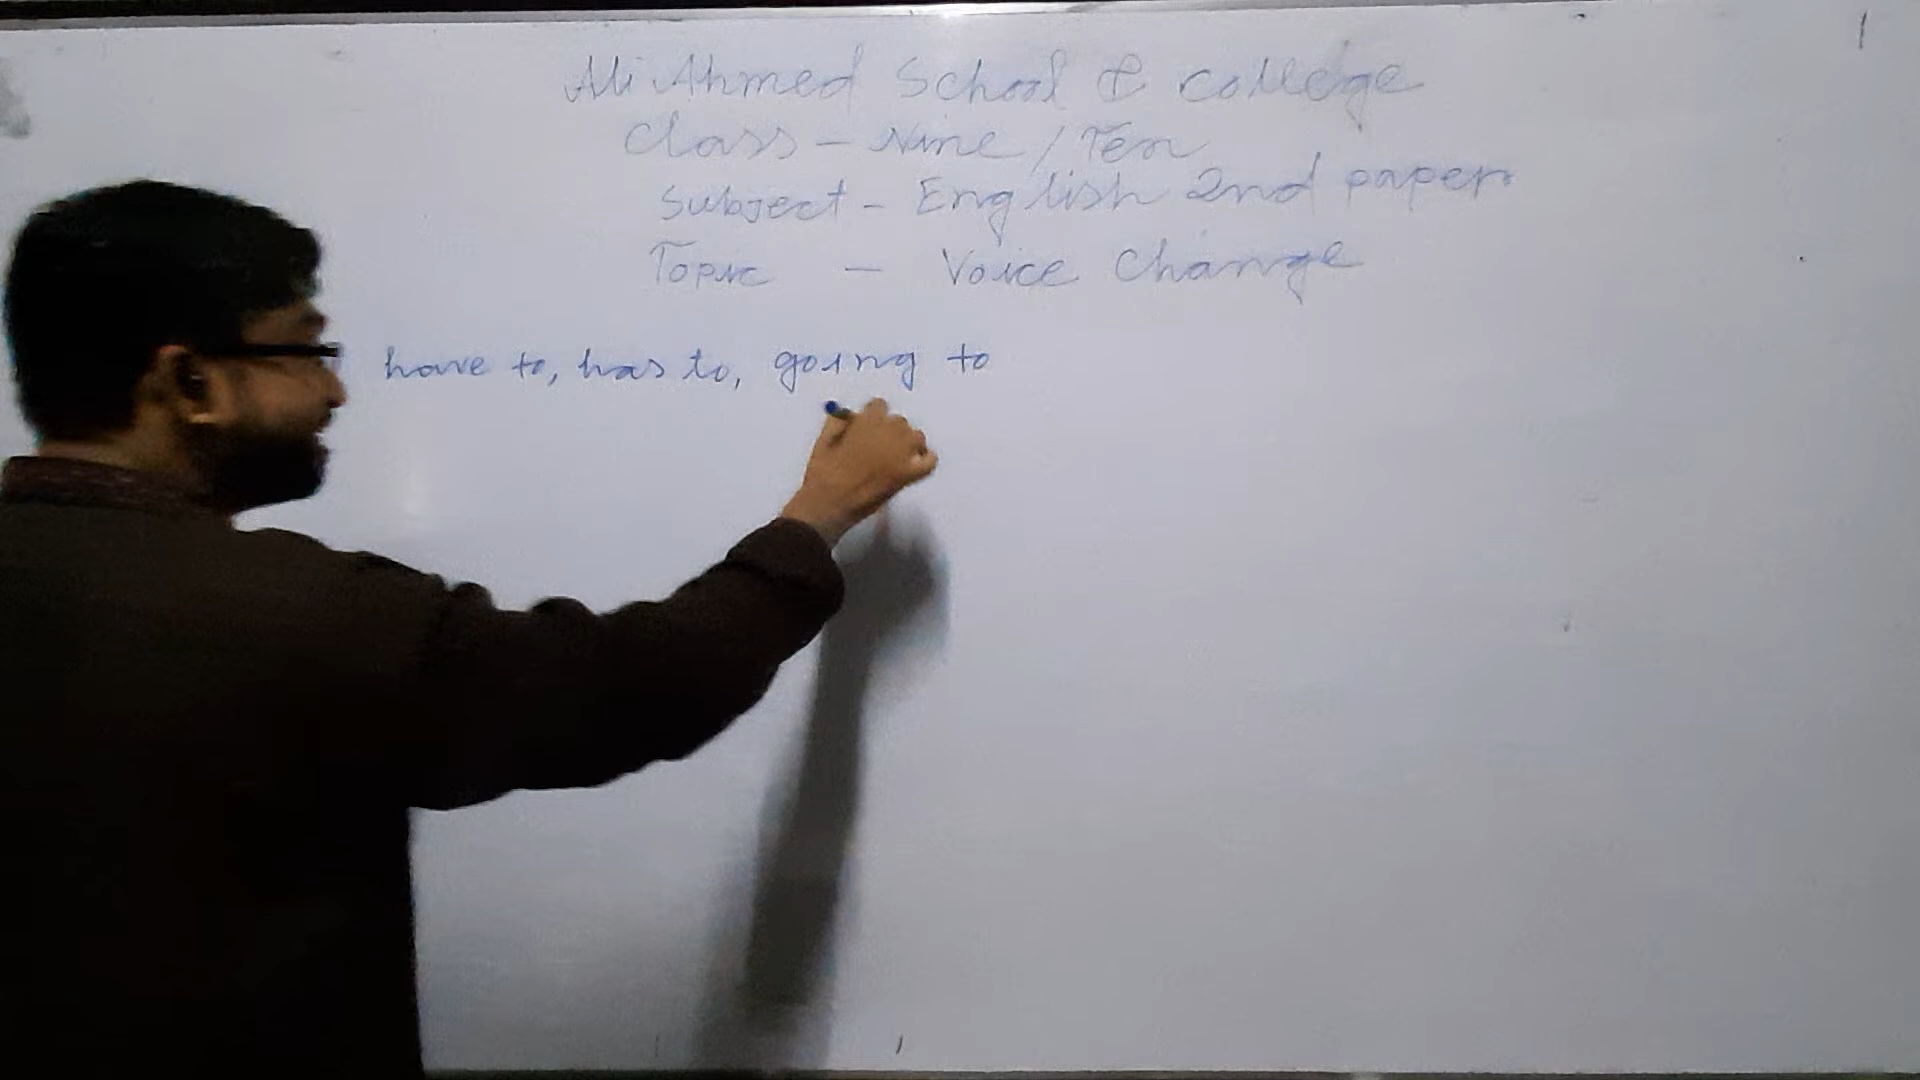 Ali Ahmed School & College
Class - Nine / Ten
Subject - English 2nd paper
Topic - Voice Change
have to, has to, going to